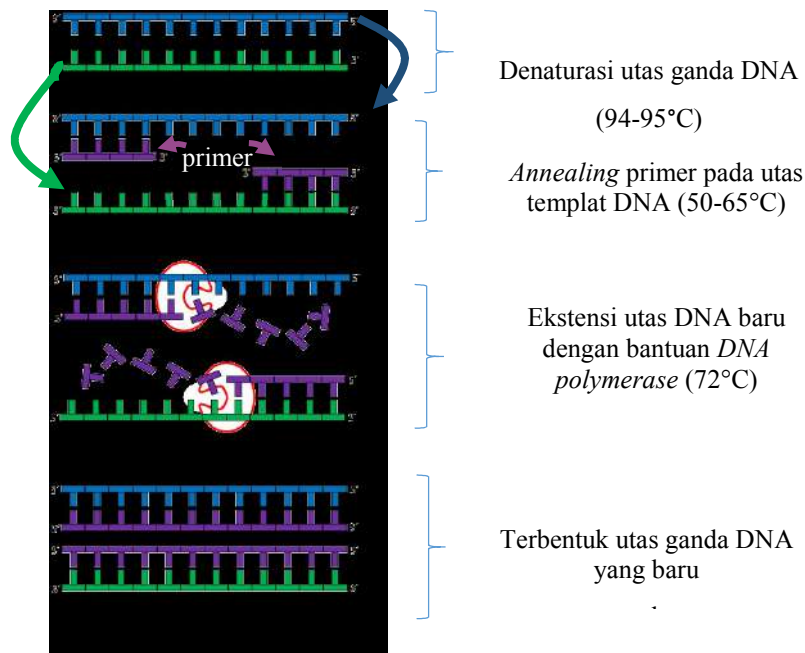 Denaturasi utas ganda DNA
(94-95°C)
primer
Annealing primer pada utas
templat DNA (50-65°C)
Ekstensi utas DNA baru
dengan bantuan DNA
polymerase (72°C)
Terbentuk utas ganda DNA
yang baru
.